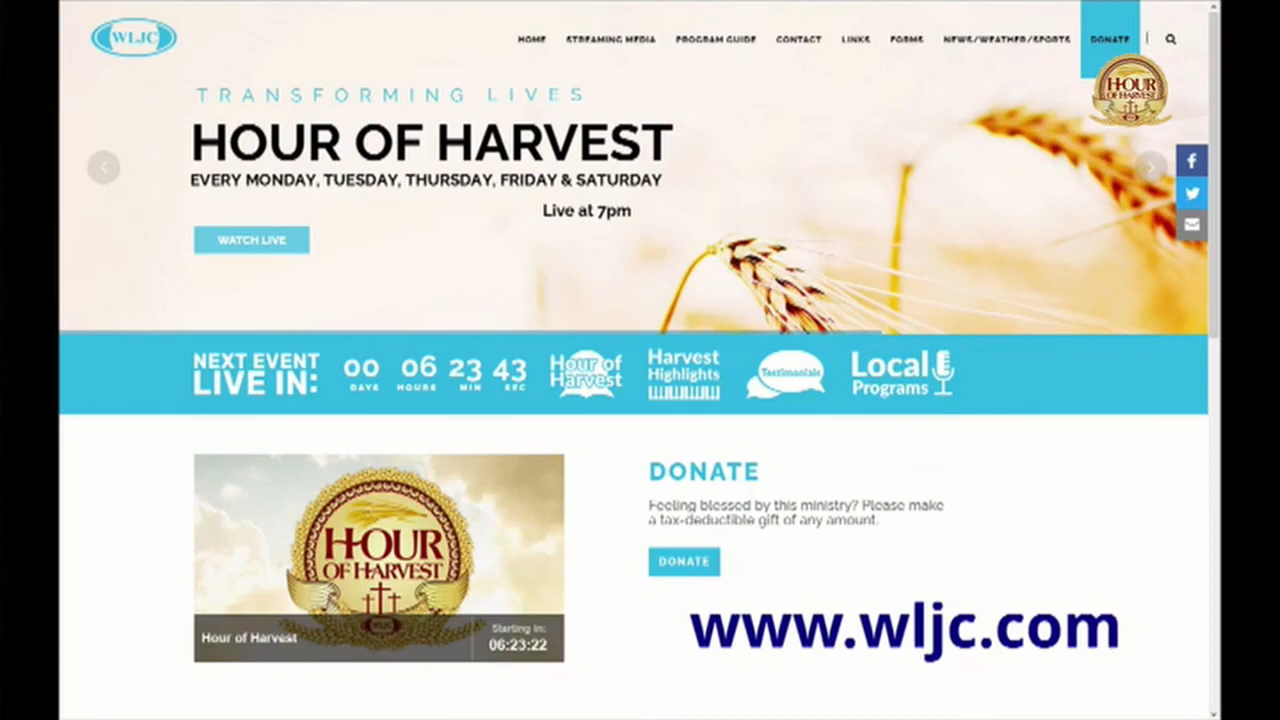 WLJC
HOME STREAMING MEDIA PROGRAM GUIDE CONTACT LINKS FORMS NEWS/WEATHER/SPORTS DONATE
HOUR
OF HARVEST
TRANSFORMING LIVES
HOUR OF HARVEST
EVERY MONDAY, TUESDAY, THURSDAY, FRIDAY & SATURDAY
Live at 7pm
WATCH LIVE
NEXT EVENT
LIVE IN:
00 06 23 43
DAYS HOURS MIN SEC
Hour of
Harvest
Harvest
Highlights
Testimonials
Local
Programs
HOUR
OF HARVEST
WLJC
Hour of Harvest
Starting in:
06:23:22
DONATE
Feeling blessed by this ministry? Please make
a tax-deductible gift of any amount.
DONATE
www.wljc.com